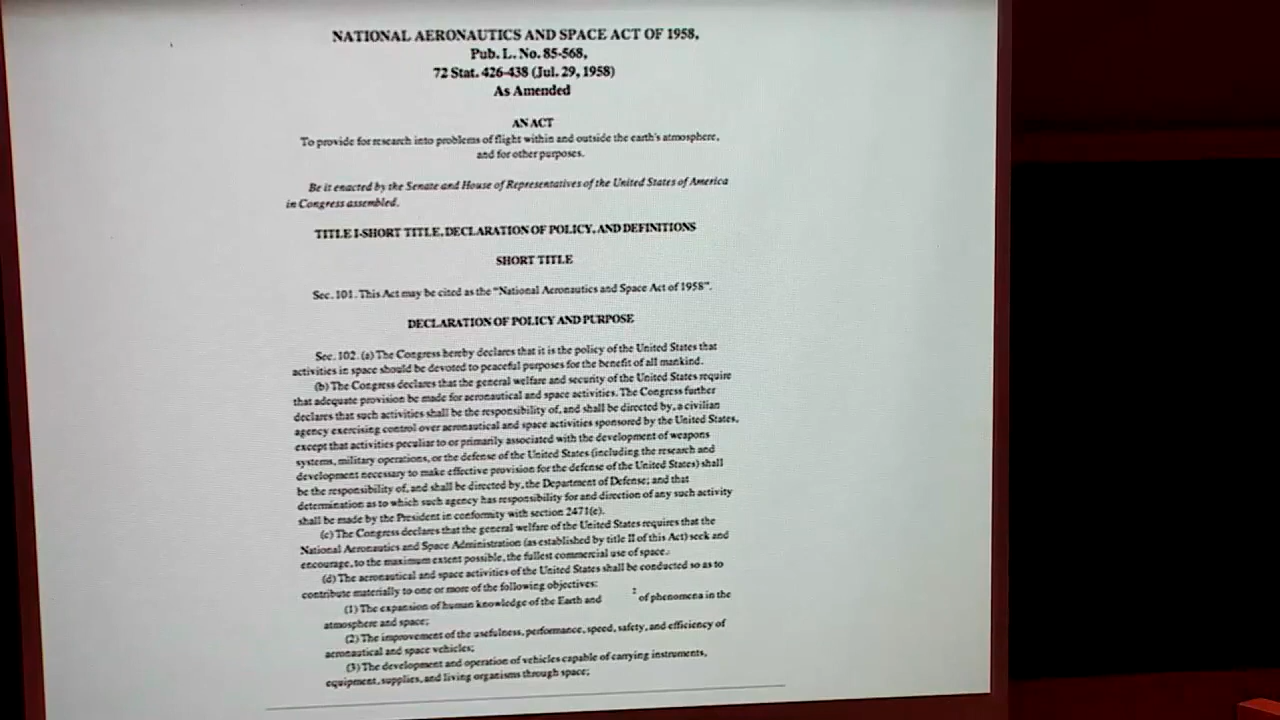 NATIONAL AERONAUTICS AND SPACE ACT OF 1958,
Pub. L. No. 85-568,
72 Stat. 426-438 (Jul. 29, 1958)
As Amended
AN ACT
To provide for research into problems of flight within and outside the earth's atmosphere,
and for other purposes.
Be it enacted by the Senate and House of Representatives of the United States of America
in Congress assembled.
TITLE I-SHORT TITLE, DECLARATION OF POLICY, AND DEFINITIONS
SHORT TITLE
Sec. 101. This Act may be cited as the "National Aeronautics and Space Act of 1958".
DECLARATION OF POLICY AND PURPOSE
Sec. 102. (a) The Congress hereby declares that it is the policy of the United States that
activities in space should be devoted to peaceful purposes for the benefit of all mankind.
(b) The Congress declares that the general welfare and security of the United States require
that adequate provision be made for aeronautical and space activities. The Congress further
declares that such activities shall be the responsibility of, and shall be directed by, a civilian
agency exercising control over aeronautical and space activities sponsored by the United States,
except that activities peculiar to or primarily associated with the development of weapons
systems, military operations, or the defense of the United States (including the research and
development necessary to make effective provision for the defense of the United States) shall
be the responsibility of, and shall be directed by, the Department of Defense; and that
determination as to which such agency has responsibility for and direction of any such activity
shall be made by the President in conformity with section 2471(e).
(c) The Congress declares that the general welfare of the United States requires that the
National Aeronautics and Space Administration (as established by title II of this Act) seek and
encourage, to the maximum extent possible, the fullest commercial use of space.
(d) The aeronautical and space activities of the United States shall be conducted so as to
contribute materially to one or more of the following objectives:
(1) The expansion of human knowledge of the Earth and of phenomena in the
atmosphere and space;
(2) The improvement of the usefulness, performance, speed, safety, and efficiency of
aeronautical and space vehicles;
(3) The development and operation of vehicles capable of carrying instruments,
equipment, supplies, and living organisms through space;